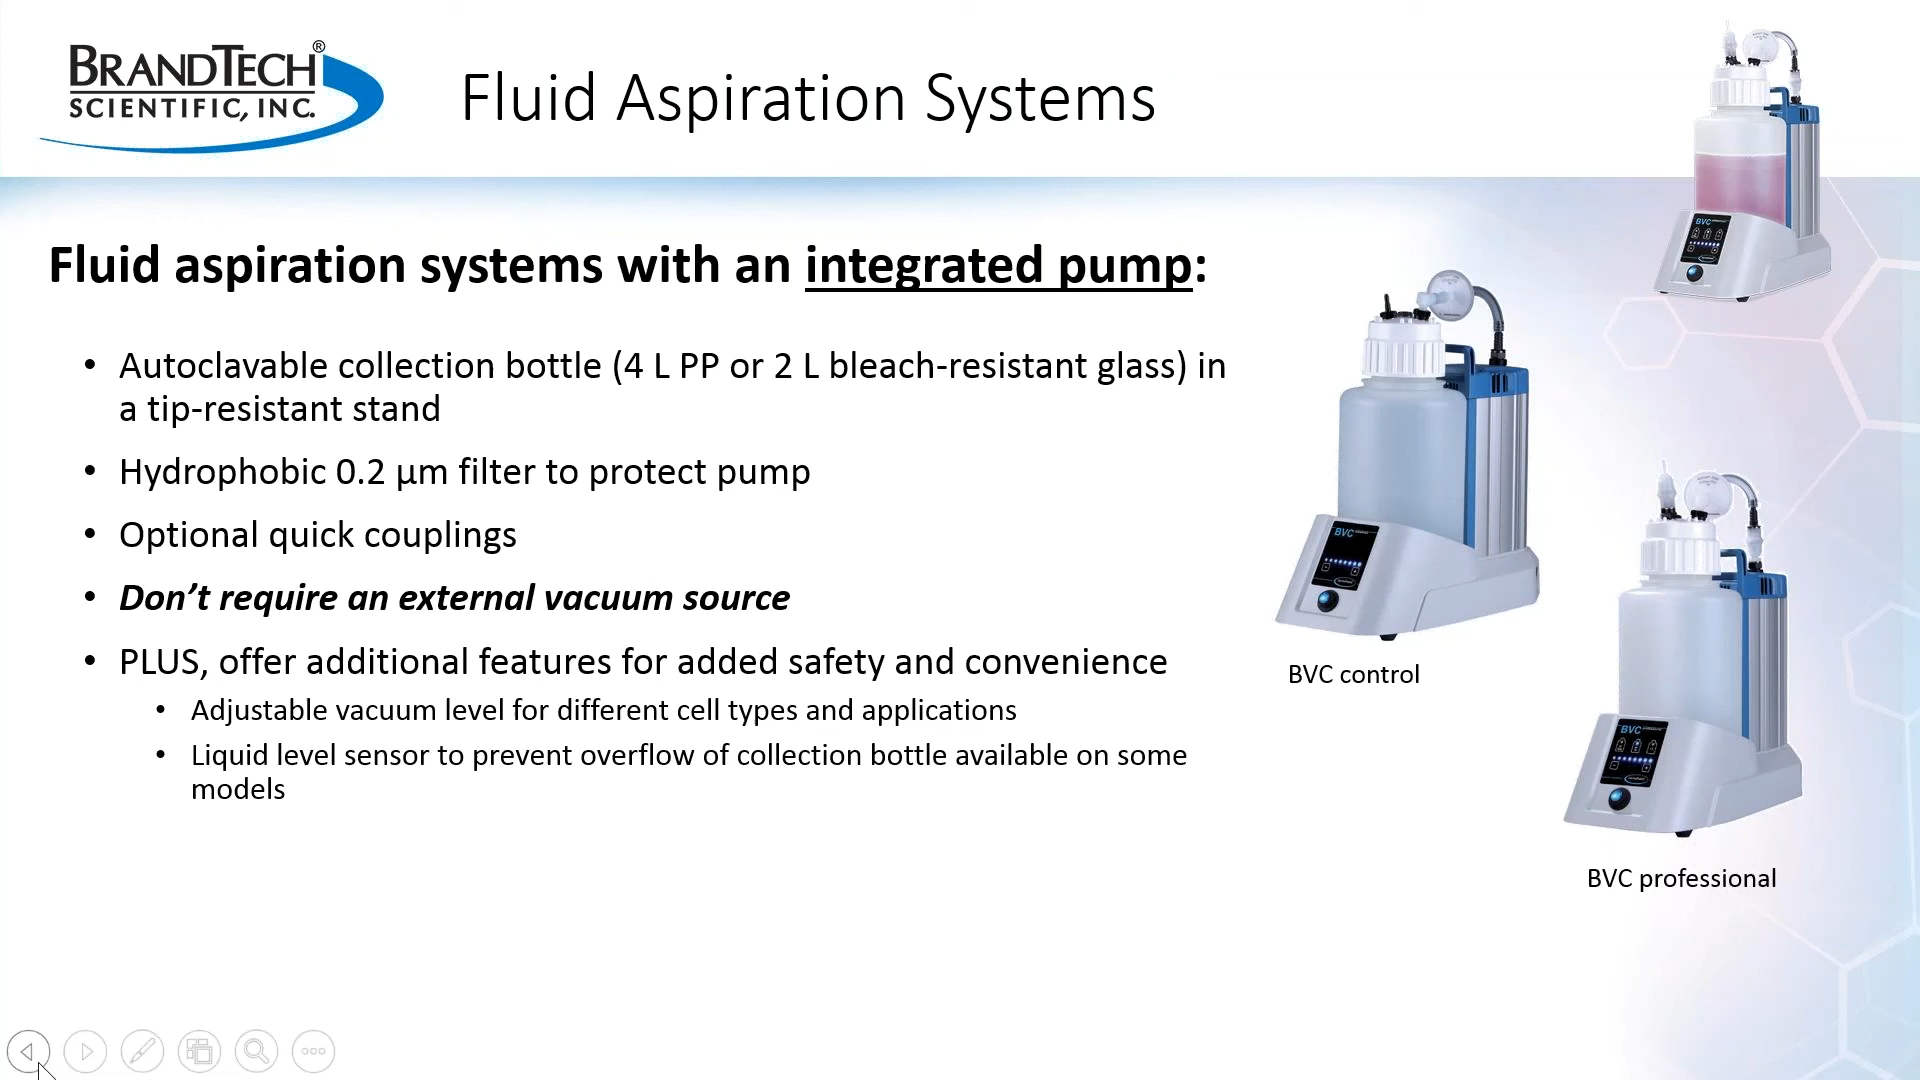 BRANDTECH®
SCIENTIFIC, INC.
Fluid Aspiration Systems
Fluid aspiration systems with an integrated pump:
• Autoclavable collection bottle (4 L PP or 2 L bleach-resistant glass) in
a tip-resistant stand
• Hydrophobic 0.2 µm filter to protect pump
• Optional quick couplings
• Don’t require an external vacuum source
• PLUS, offer additional features for added safety and convenience
• Adjustable vacuum level for different cell types and applications
• Liquid level sensor to prevent overflow of collection bottle available on some
models
BVC
BVC
BVC control
BVC
BVC professional